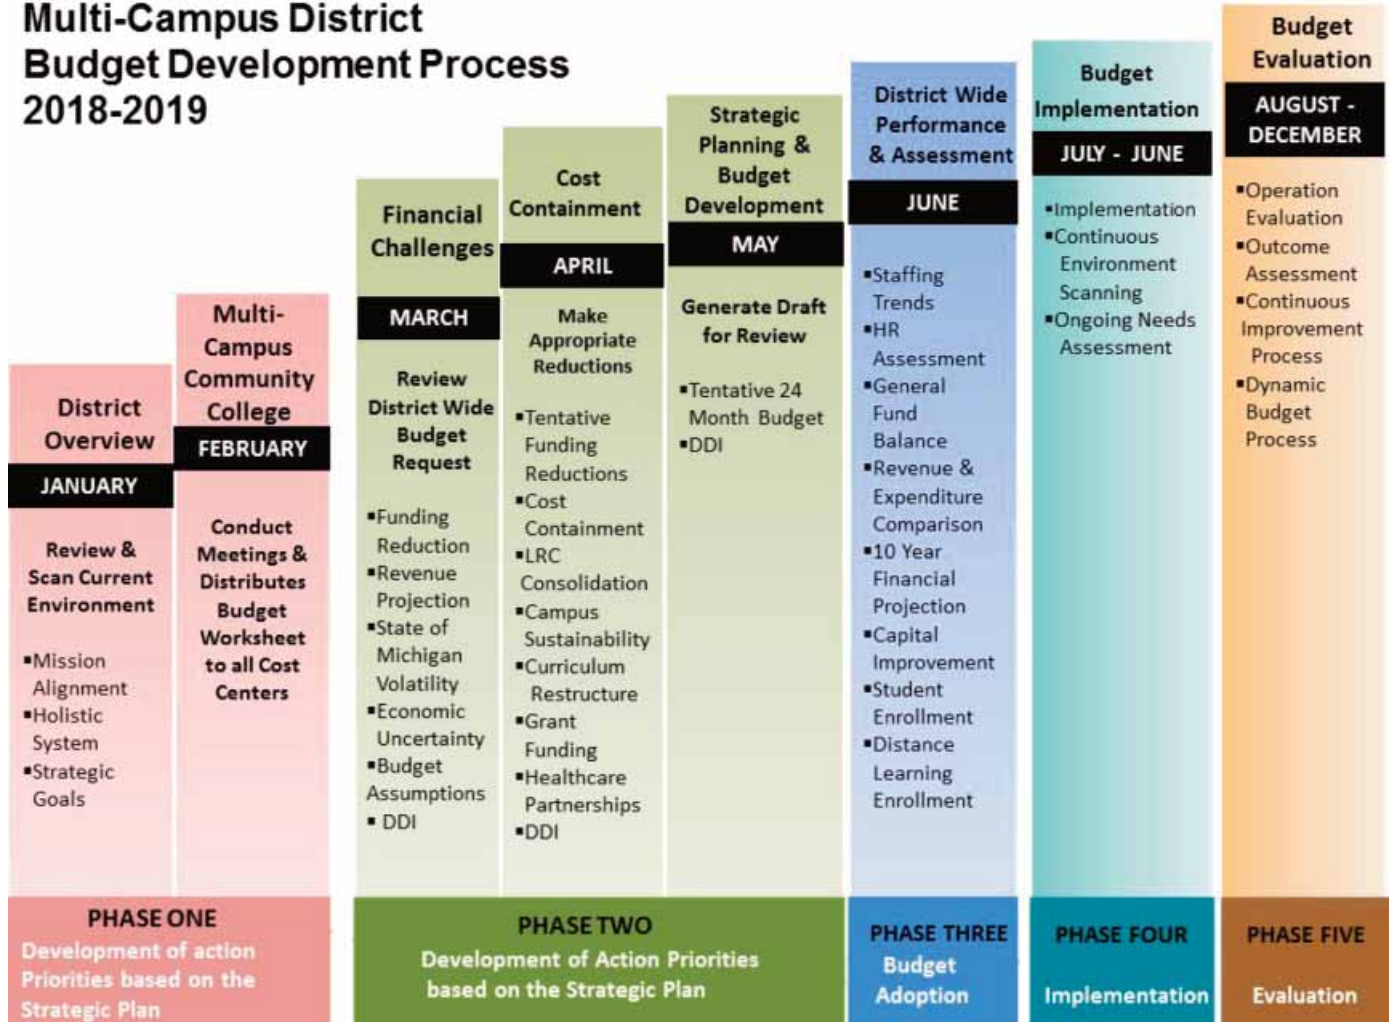 Multi-Campus District
Budget Development Process
2018-2019
District
Overview
JANUARY
Review &
Scan Current
Environment
▪Mission
Alignment
▪Holistic
System
▪Strategic
Goals
Multi-
Campus
Community
College
FEBRUARY
Conduct
Meetings &
Distributes
Budget
Worksheet
to all Cost
Centers
PHASE ONE
Development of action
Priorities based on the
Strategic Plan
Financial
Challenges
MARCH
Review
District Wide
Budget
Request
▪Funding
Reduction
▪Revenue
Projection
▪State of
Michigan
Volatility
▪Economic
Uncertainty
▪Budget
Assumptions
▪ DDI
Cost
Containment
APRIL
Make
Appropriate
Reductions
▪Tentative
Funding
Reductions
▪Cost
Containment
▪LRC
Consolidation
▪Campus
Sustainability
▪Curriculum
Restructure
▪Grant
Funding
▪Healthcare
Partnerships
▪DDI
Strategic
Planning &
Budget
Development
MAY
Generate Draft
for Review
▪Tentative 24
Month Budget
▪DDI
PHASE TWO
Development of Action Priorities
based on the Strategic Plan
District Wide
Performance
& Assessment
JUNE
▪Staffing
Trends
▪HR
Assessment
▪General
Fund
Balance
▪Revenue &
Expenditure
Comparison
▪10 Year
Financial
Projection
▪Capital
Improvement
▪Student
Enrollment
▪Distance
Learning
Enrollment
PHASE THREE
Budget
Adoption
Budget
Implementation
JULY - JUNE
▪Implementation
▪Continuous
Environment
Scanning
▪Ongoing Needs
Assessment
PHASE FOUR
Implementation
Budget
Evaluation
AUGUST -
DECEMBER
▪Operation
Evaluation
▪Outcome
Assessment
▪Continuous
Improvement
Process
▪Dynamic
Budget
Process
PHASE FIVE
Evaluation